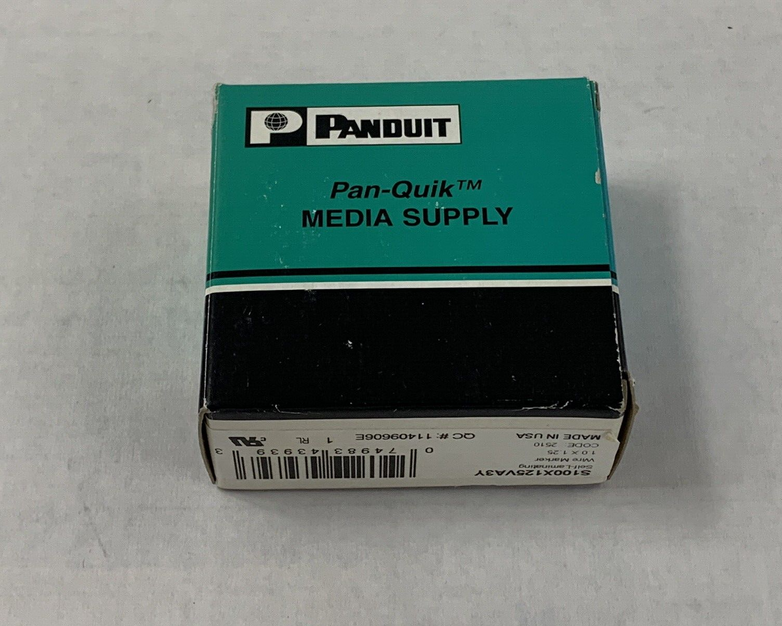 P PANDUIT
Pan-Quik™
MEDIA SUPPLY
S100X125VA3Y
Self-Laminating
Wire Marker
1.0 X 1.25
CODE 2510
MADE IN USA
0 74983 43939 3
QC #: 11409606E 1 RL